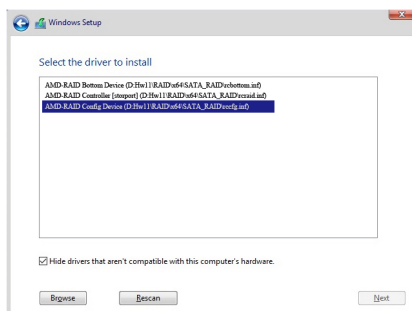 Windows Setup
Select the driver to install
AMD-RAID Bottom Device (D:Hw11\RAID\x64\SATA_RAID\rcbottom.inf)
AMD-RAID Controller [storport] (D:Hw11\RAID\x64\SATA_RAID\rcraid.inf)
AMD-RAID Config Device (D:Hw11\RAID\x64\SATA_RAID\rccfg.inf)
Hide drivers that aren't compatible with this computer's hardware.
Browse
Rescan
Next